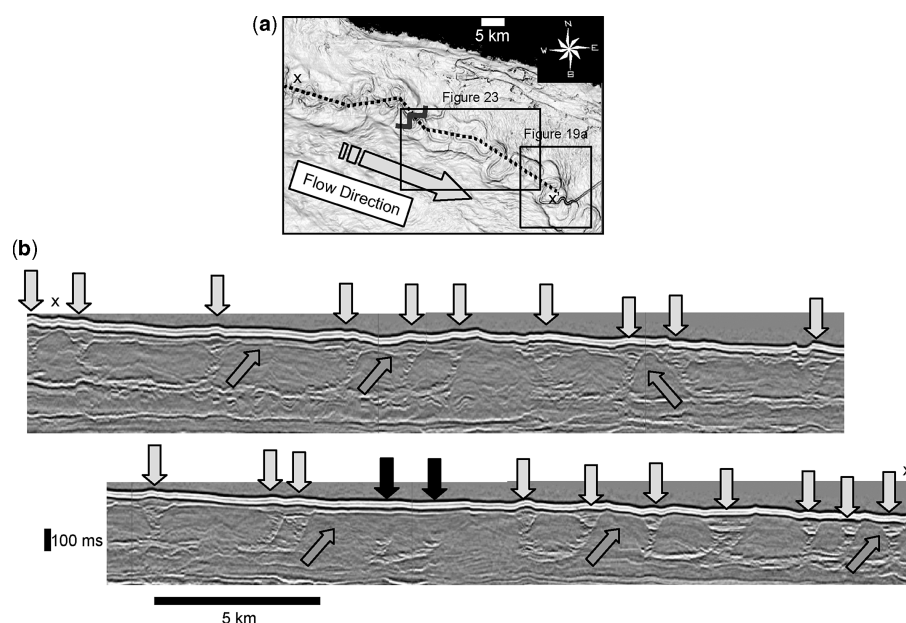 (a)
5 km
N
W E
S
x
Figure 23
Figure 19a
x
Flow Direction
(b)
x
x
100 ms
5 km